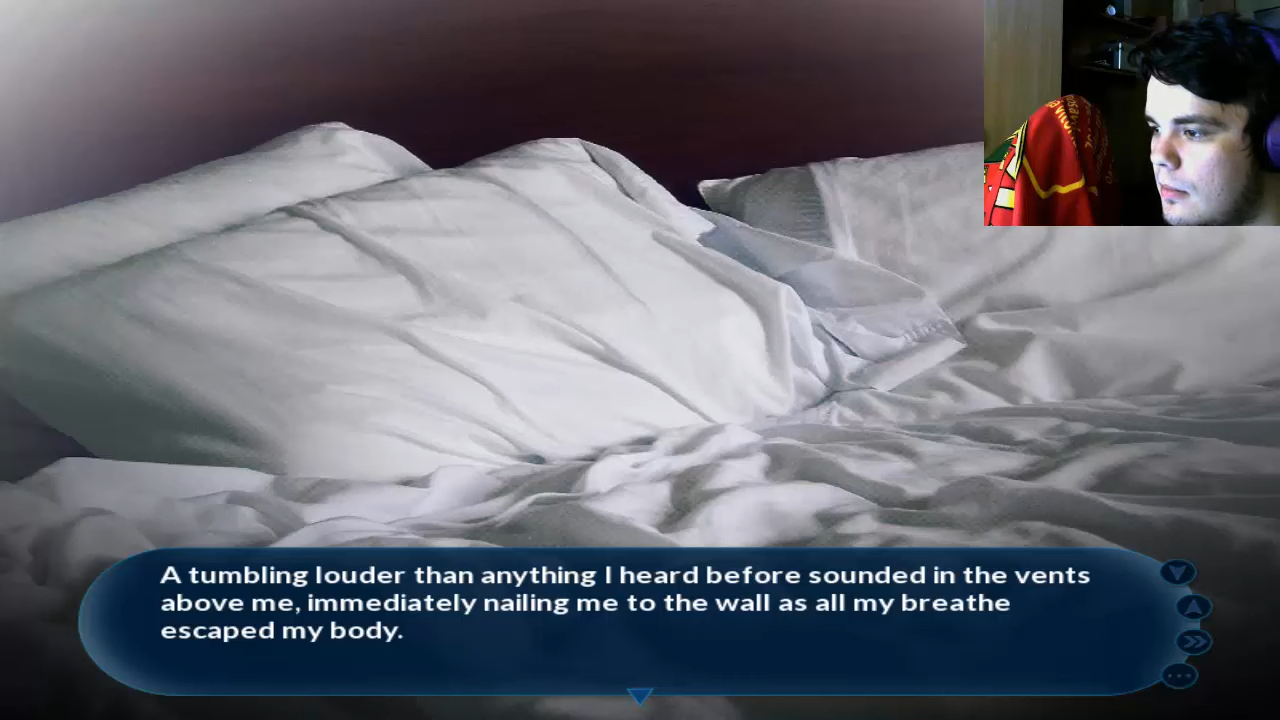 A tumbling louder than anything I heard before sounded in the vents
above me, immediately nailing me to the wall as all my breathe
escaped my body.